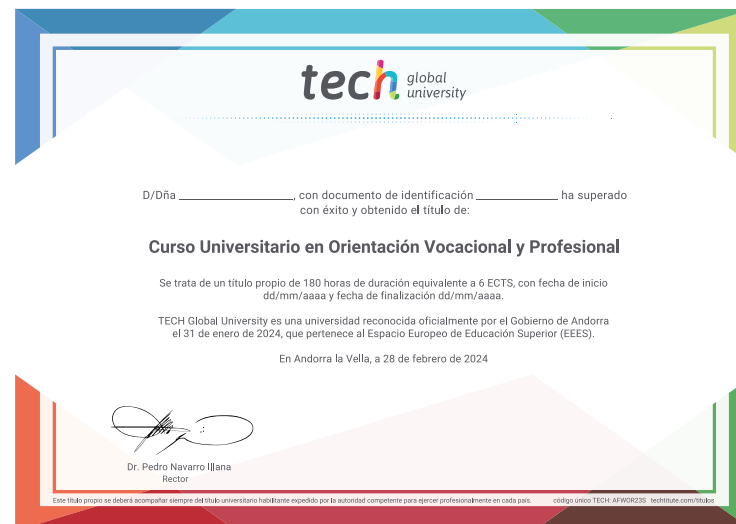 tech global university
D/Dña ____________, con documento de identificación ____________ ha superado
con éxito y obtenido el título de:
Curso Universitario en Orientación Vocacional y Profesional
Se trata de un título propio de 180 horas de duración equivalente a 6 ECTS, con fecha de inicio
dd/mm/aaaa y fecha de finalización dd/mm/aaaa.
TECH Global University es una universidad reconocida oficialmente por el Gobierno de Andorra
el 31 de enero de 2024, que pertenece al Espacio Europeo de Educación Superior (EEES).
En Andorra la Vella, a 28 de febrero de 2024
Dr. Pedro Navarro Illana
Rector
Este título propio se deberá acompañar siempre del título universitario habilitante expedido por la autoridad competente para ejercer profesionalmente en cada país. código único TECH: AFWOR23S techtitute.com/titulos